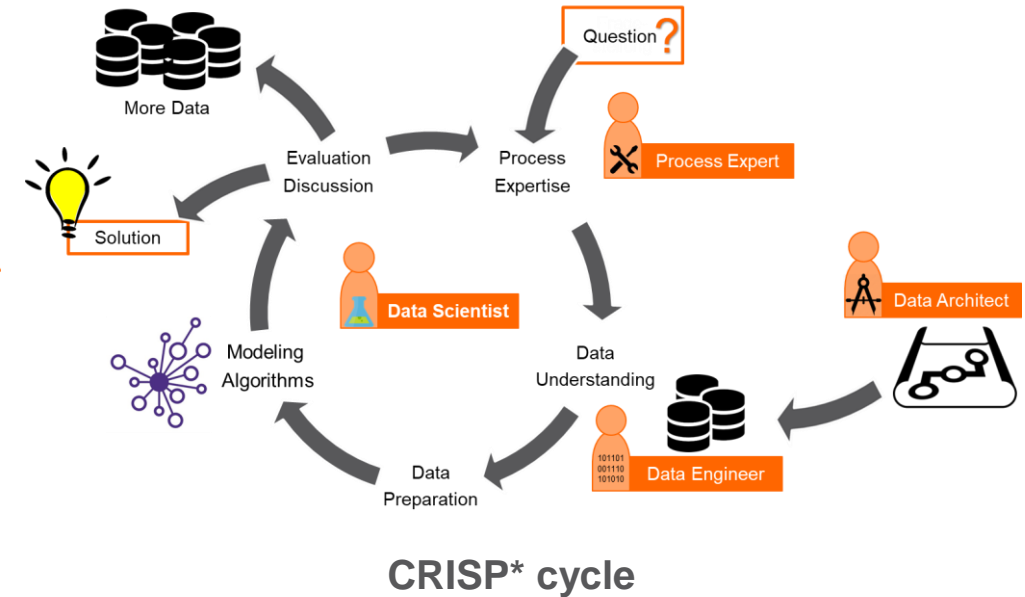 Question?
More Data
Evaluation
Discussion
Process
Expertise
Process Expert
Solution
Data Scientist
Data Architect
Modeling
Algorithms
Data
Understanding
101101
001110
101010
Data Engineer
Data
Preparation
CRISP* cycle